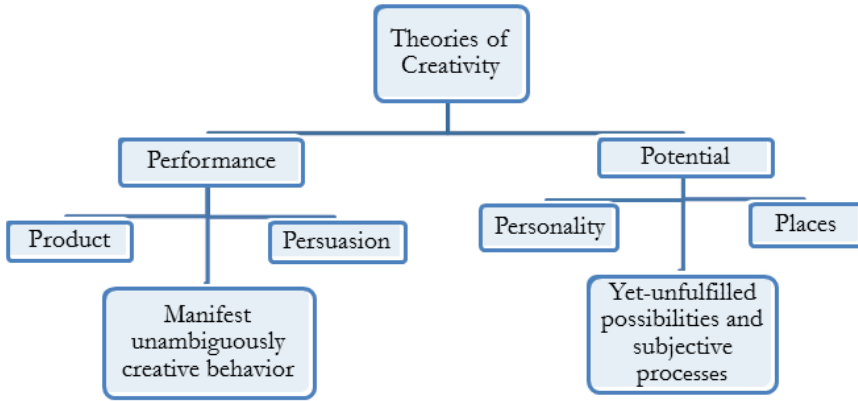 Theories of
Creativity
Performance
Potential
Product
Persuasion
Personality
Places
Manifest
unambiguously
creative behavior
Yet-unfulfilled
possibilities and
subjective
processes